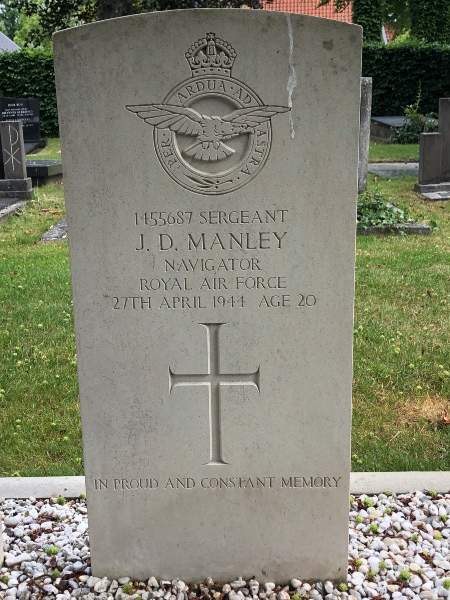 PER ARDUA AD ASTRA
1455687 SERGEANT
J. D. MANLEY
NAVIGATOR
ROYAL AIR FORCE
27TH APRIL 1944 AGE 20
IN PROUD AND CONSTANT MEMORY